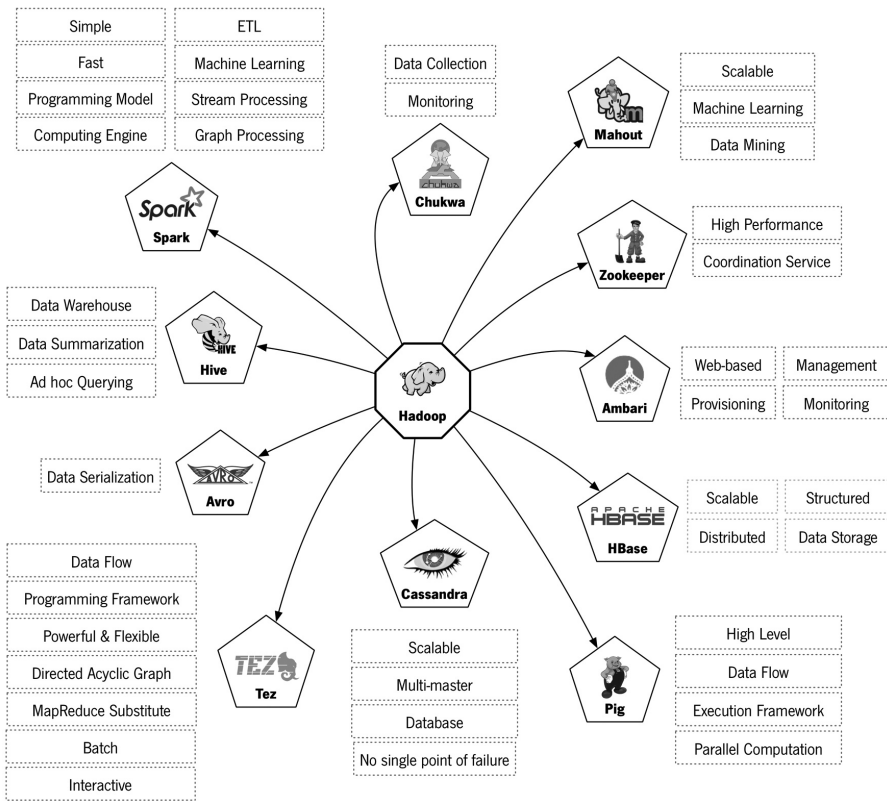 Simple
ETL
Fast
Machine Learning
Programming Model
Stream Processing
Computing Engine
Graph Processing
Spark
Spark
Data Collection
Monitoring
chukwa
Chukwa
Mahout
Scalable
Machine Learning
Data Mining
Zookeeper
High Performance
Coordination Service
Data Warehouse
Data Summarization
Ad hoc Querying
HIVE
Hive
Hadoop
Ambari
Web-based
Management
Provisioning
Monitoring
Data Serialization
AVRO
Avro
APACHE
HBASE
HBase
Scalable
Structured
Distributed
Data Storage
Cassandra
Scalable
Multi-master
Database
No single point of failure
Data Flow
Programming Framework
Powerful & Flexible
Directed Acyclic Graph
MapReduce Substitute
Batch
Interactive
TEZ
Tez
Pig
High Level
Data Flow
Execution Framework
Parallel Computation